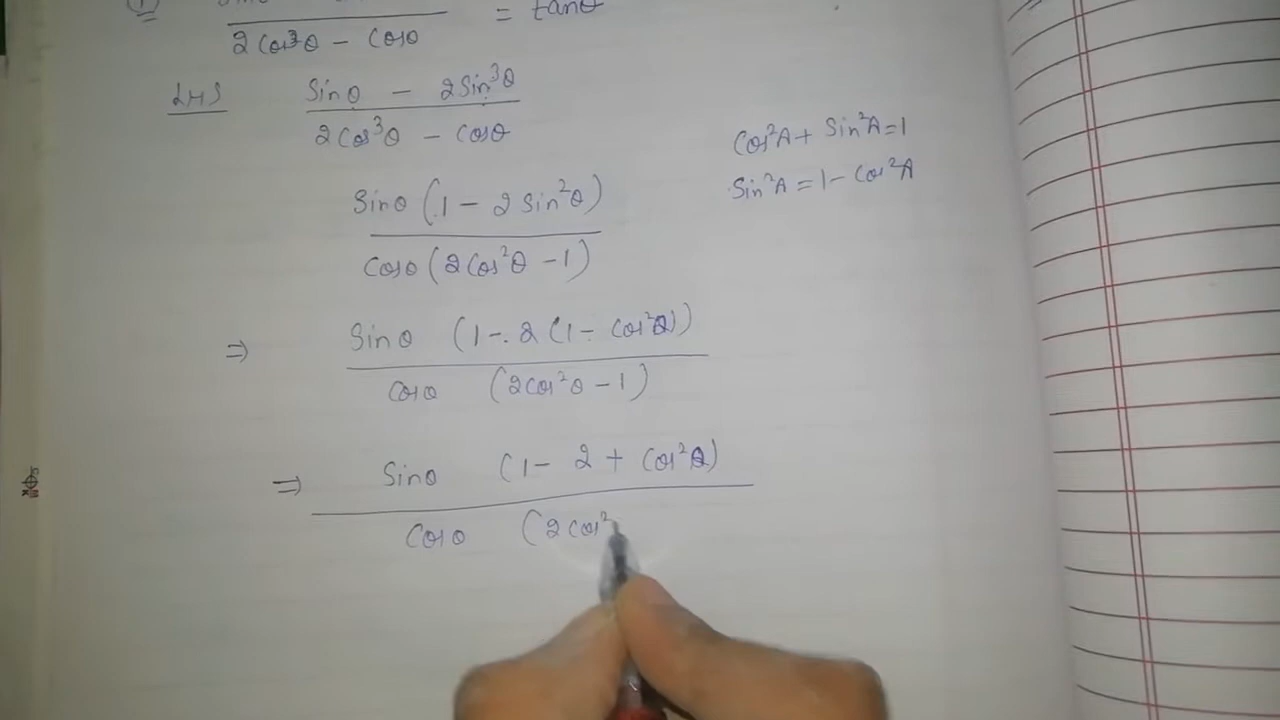 = tanθ
2Cos³θ - Cosθ
LHS Sinθ - 2Sin³θ
2Cos³θ - Cosθ
Cos²A + Sin²A = 1
Sin²A = 1 - Cos²A
Sinθ (1 - 2 Sin²θ)
Cosθ (2Cos²θ - 1)
⇒ Sinθ (1 - 2 (1 - Cos²θ))
Cosθ (2Cos²θ - 1)
⇒ Sinθ (1 - 2 + Cos²θ)
Cosθ (2Cos²